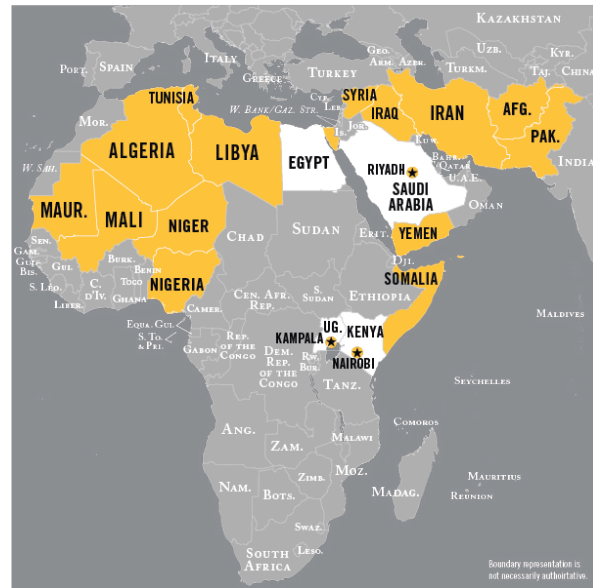 KAZAKHSTAN
ITALY
GEO.
UZB.
KYR.
PORT.
SPAIN
GREECE
TURKEY
ARM.
AZBR.
TURKM.
TAJ.
CHINA
TUNISIA
W. BANK/GAZ. STR.
CYP.
LEB.
SYRIA
IRAQ
IRAN
AFG.
MOR.
IS.
JOR.
KUW.
PAK.
ALGERIA
LIBYA
EGYPT
RIYADH
BAHR.
QATAR
U.A.E.
INDIA
W. SAH.
SAUDI
ARABIA
OMAN
MAUR.
MALI
NIGER
CHAD
SUDAN
ERIT.
YEMEN
SEN.
GAM.
GUI-
BIS.
GUI.
BURK.
BENIN
TOGO
NIGERIA
DJI.
SOMALIA
S. LEO.
C.
D'IV.
GHANA
LIBER.
CAMER.
CEN. AFR.
REP.
S.
SUDAN
ETHIOPIA
MALDIVES
EQUA. GUI.
S. TO.
& PRI.
GABON
REP.
OF THE
CONGO
DEM.
REP.
OF THE
CONGO
UG.
KENYA
KAMPALA
RW.
BUR.
NAIROBI
TANZ.
SEYCHELLES
ANG.
ZAM.
MALAWI
COMOROS
MOZ.
ZIMB.
NAM.
BOTS.
MADAG.
MAURITIUS
REUNION
SWAZ.
LESO.
SOUTH
AFRICA
Boundary representation is
not necessarily authoirtative.